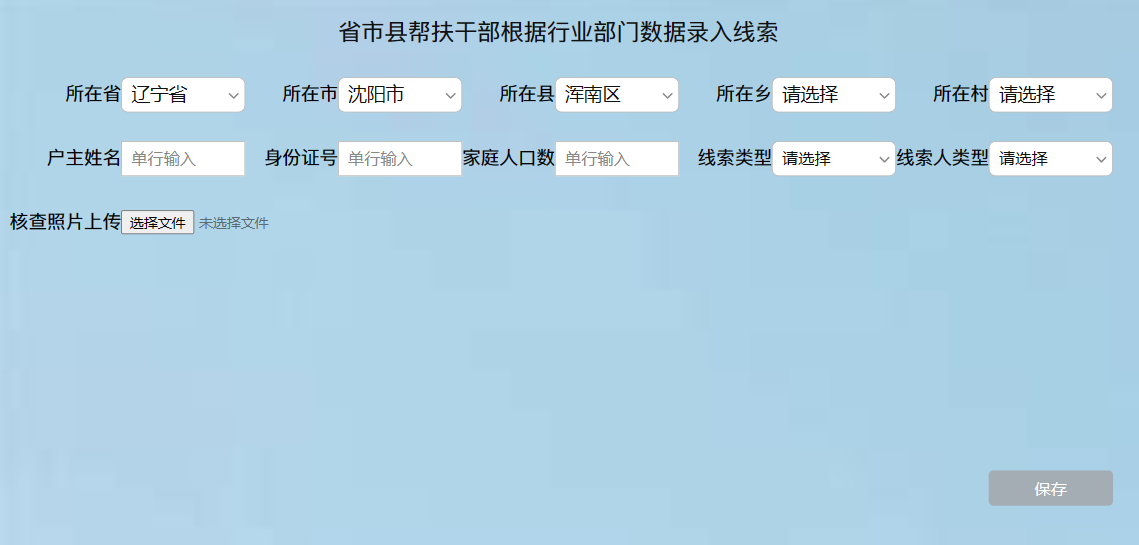 省市县帮扶干部根据行业部门数据录入线索
所在省 辽宁省 所在市 沈阳市 所在县 浑南区 所在乡 请选择 所在村 请选择
户主姓名 单行输入 身份证号 单行输入 家庭人口数 单行输入 线索类型 请选择 线索人类型 请选择
核查照片上传 选择文件 未选择文件
保存